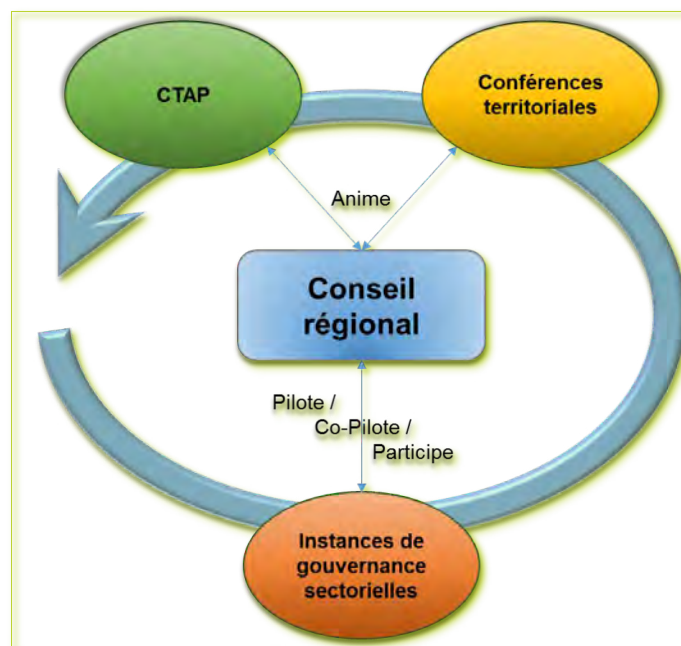 CTAP
Conférences
territoriales
Anime
Conseil
régional
Pilote /
Co-Pilote /
Participe
Instances de
gouvernance
sectorielles